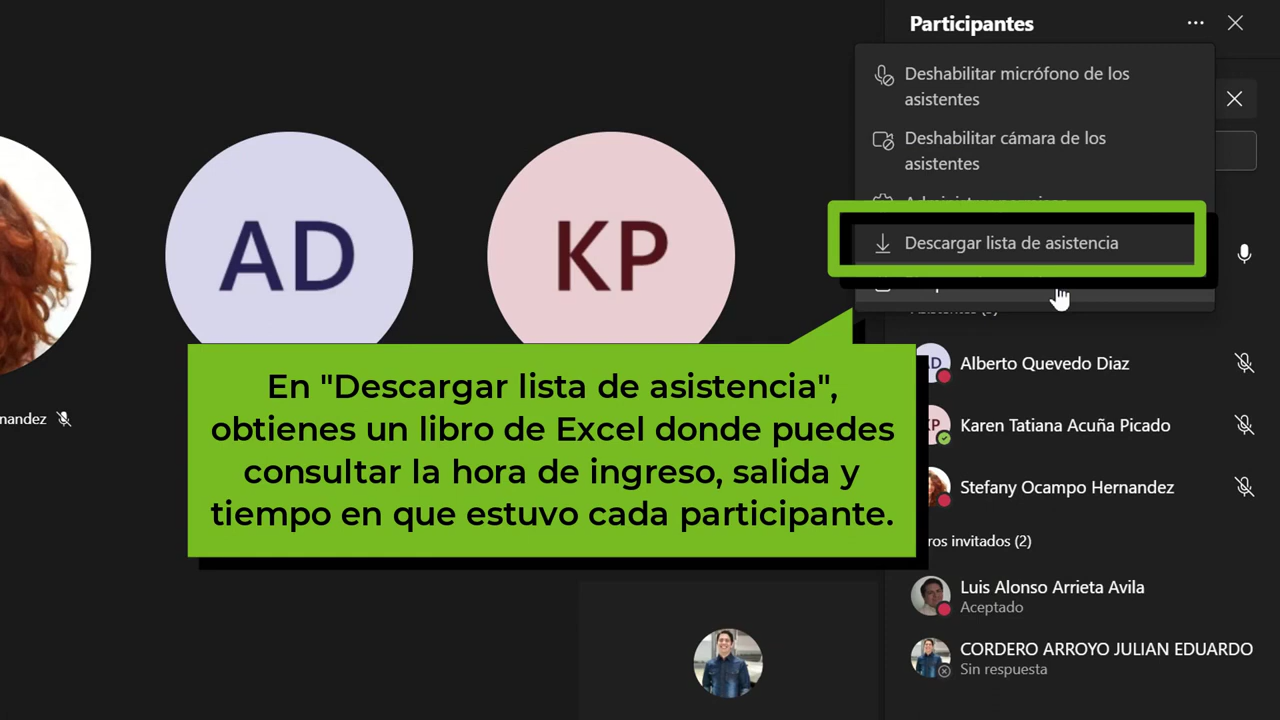 Participantes
Deshabilitar micrófono de los
asistentes
Deshabilitar cámara de los
asistentes
Descargar lista de asistencia
AD
KP
En "Descargar lista de asistencia",
obtienes un libro de Excel donde puedes
consultar la hora de ingreso, salida y
tiempo en que estuvo cada participante.
nandez
Alberto Quevedo Diaz
Karen Tatiana Acuña Picado
Stefany Ocampo Hernandez
ros invitados (2)
Luis Alonso Arrieta Avila
Aceptado
CORDERO ARROYO JULIAN EDUARDO
Sin respuesta